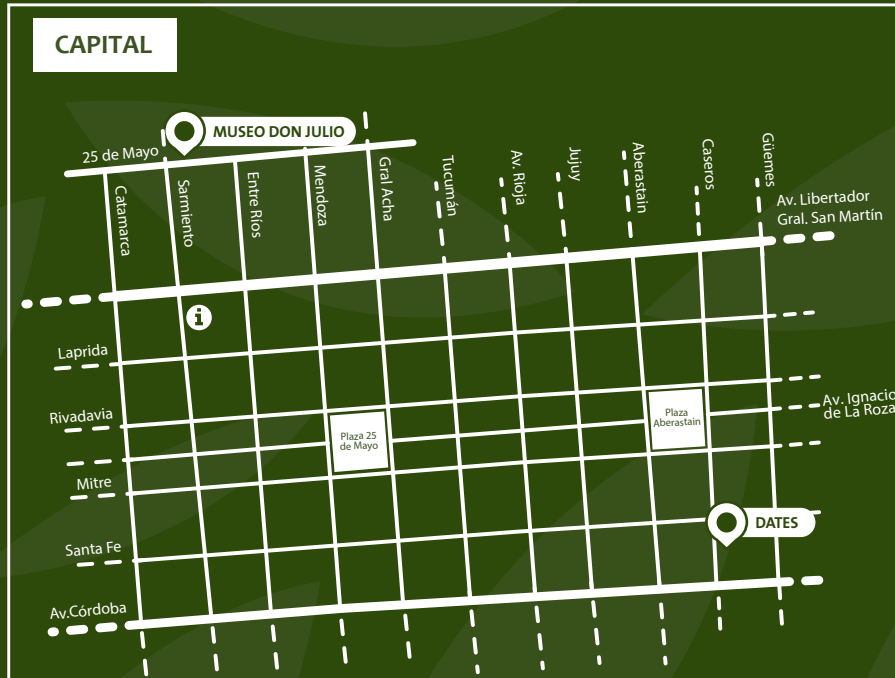 CAPITAL
MUSEO DON JULIO
25 de Mayo
Catamarca
Sarmiento
Entre Ríos
Mendoza
Gral Acha
Tucumán
Av. Rioja
Jujuy
Aberastain
Caseros
Güemes
Av. Libertador
Gral. San Martín
i
Laprida
Rivadavia
Plaza 25
de Mayo
Plaza
Aberastain
Av. Ignacio
de La Roza
Mitre
DATES
Santa Fe
Av.Córdoba